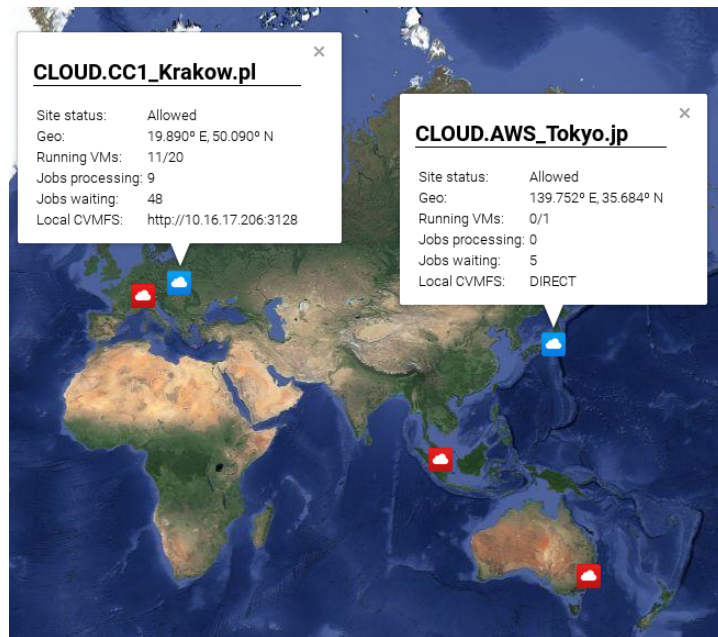 CLOUD.CC1_Krakow.pl
Site status: Allowed
Geo: 19.890º E, 50.090º N
Running VMs: 11/20
Jobs processing: 9
Jobs waiting: 48
Local CVMFS: http://10.16.17.206:3128
CLOUD.AWS_Tokyo.jp
Site status: Allowed
Geo: 139.752º E, 35.684º N
Running VMs: 0/1
Jobs processing: 0
Jobs waiting: 5
Local CVMFS: DIRECT